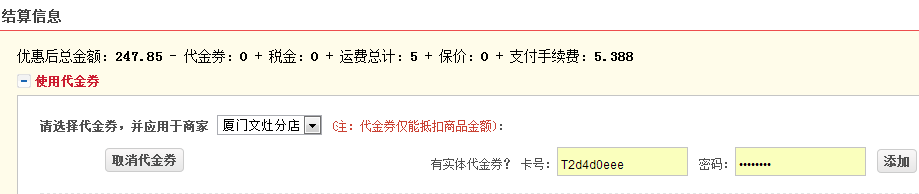 结算信息
优惠后总金额：247.85 - 代金券：0 + 税金：0 + 运费总计：5 + 保价：0 + 支付手续费：5.388
使用代金券
请选择代金券，并应用于商家 厦门文灶分店 (注：代金券仅能抵扣商品金额)：
取消代金券 有实体代金券？ 卡号： T2d4d0eee 密码： •••••••• 添加